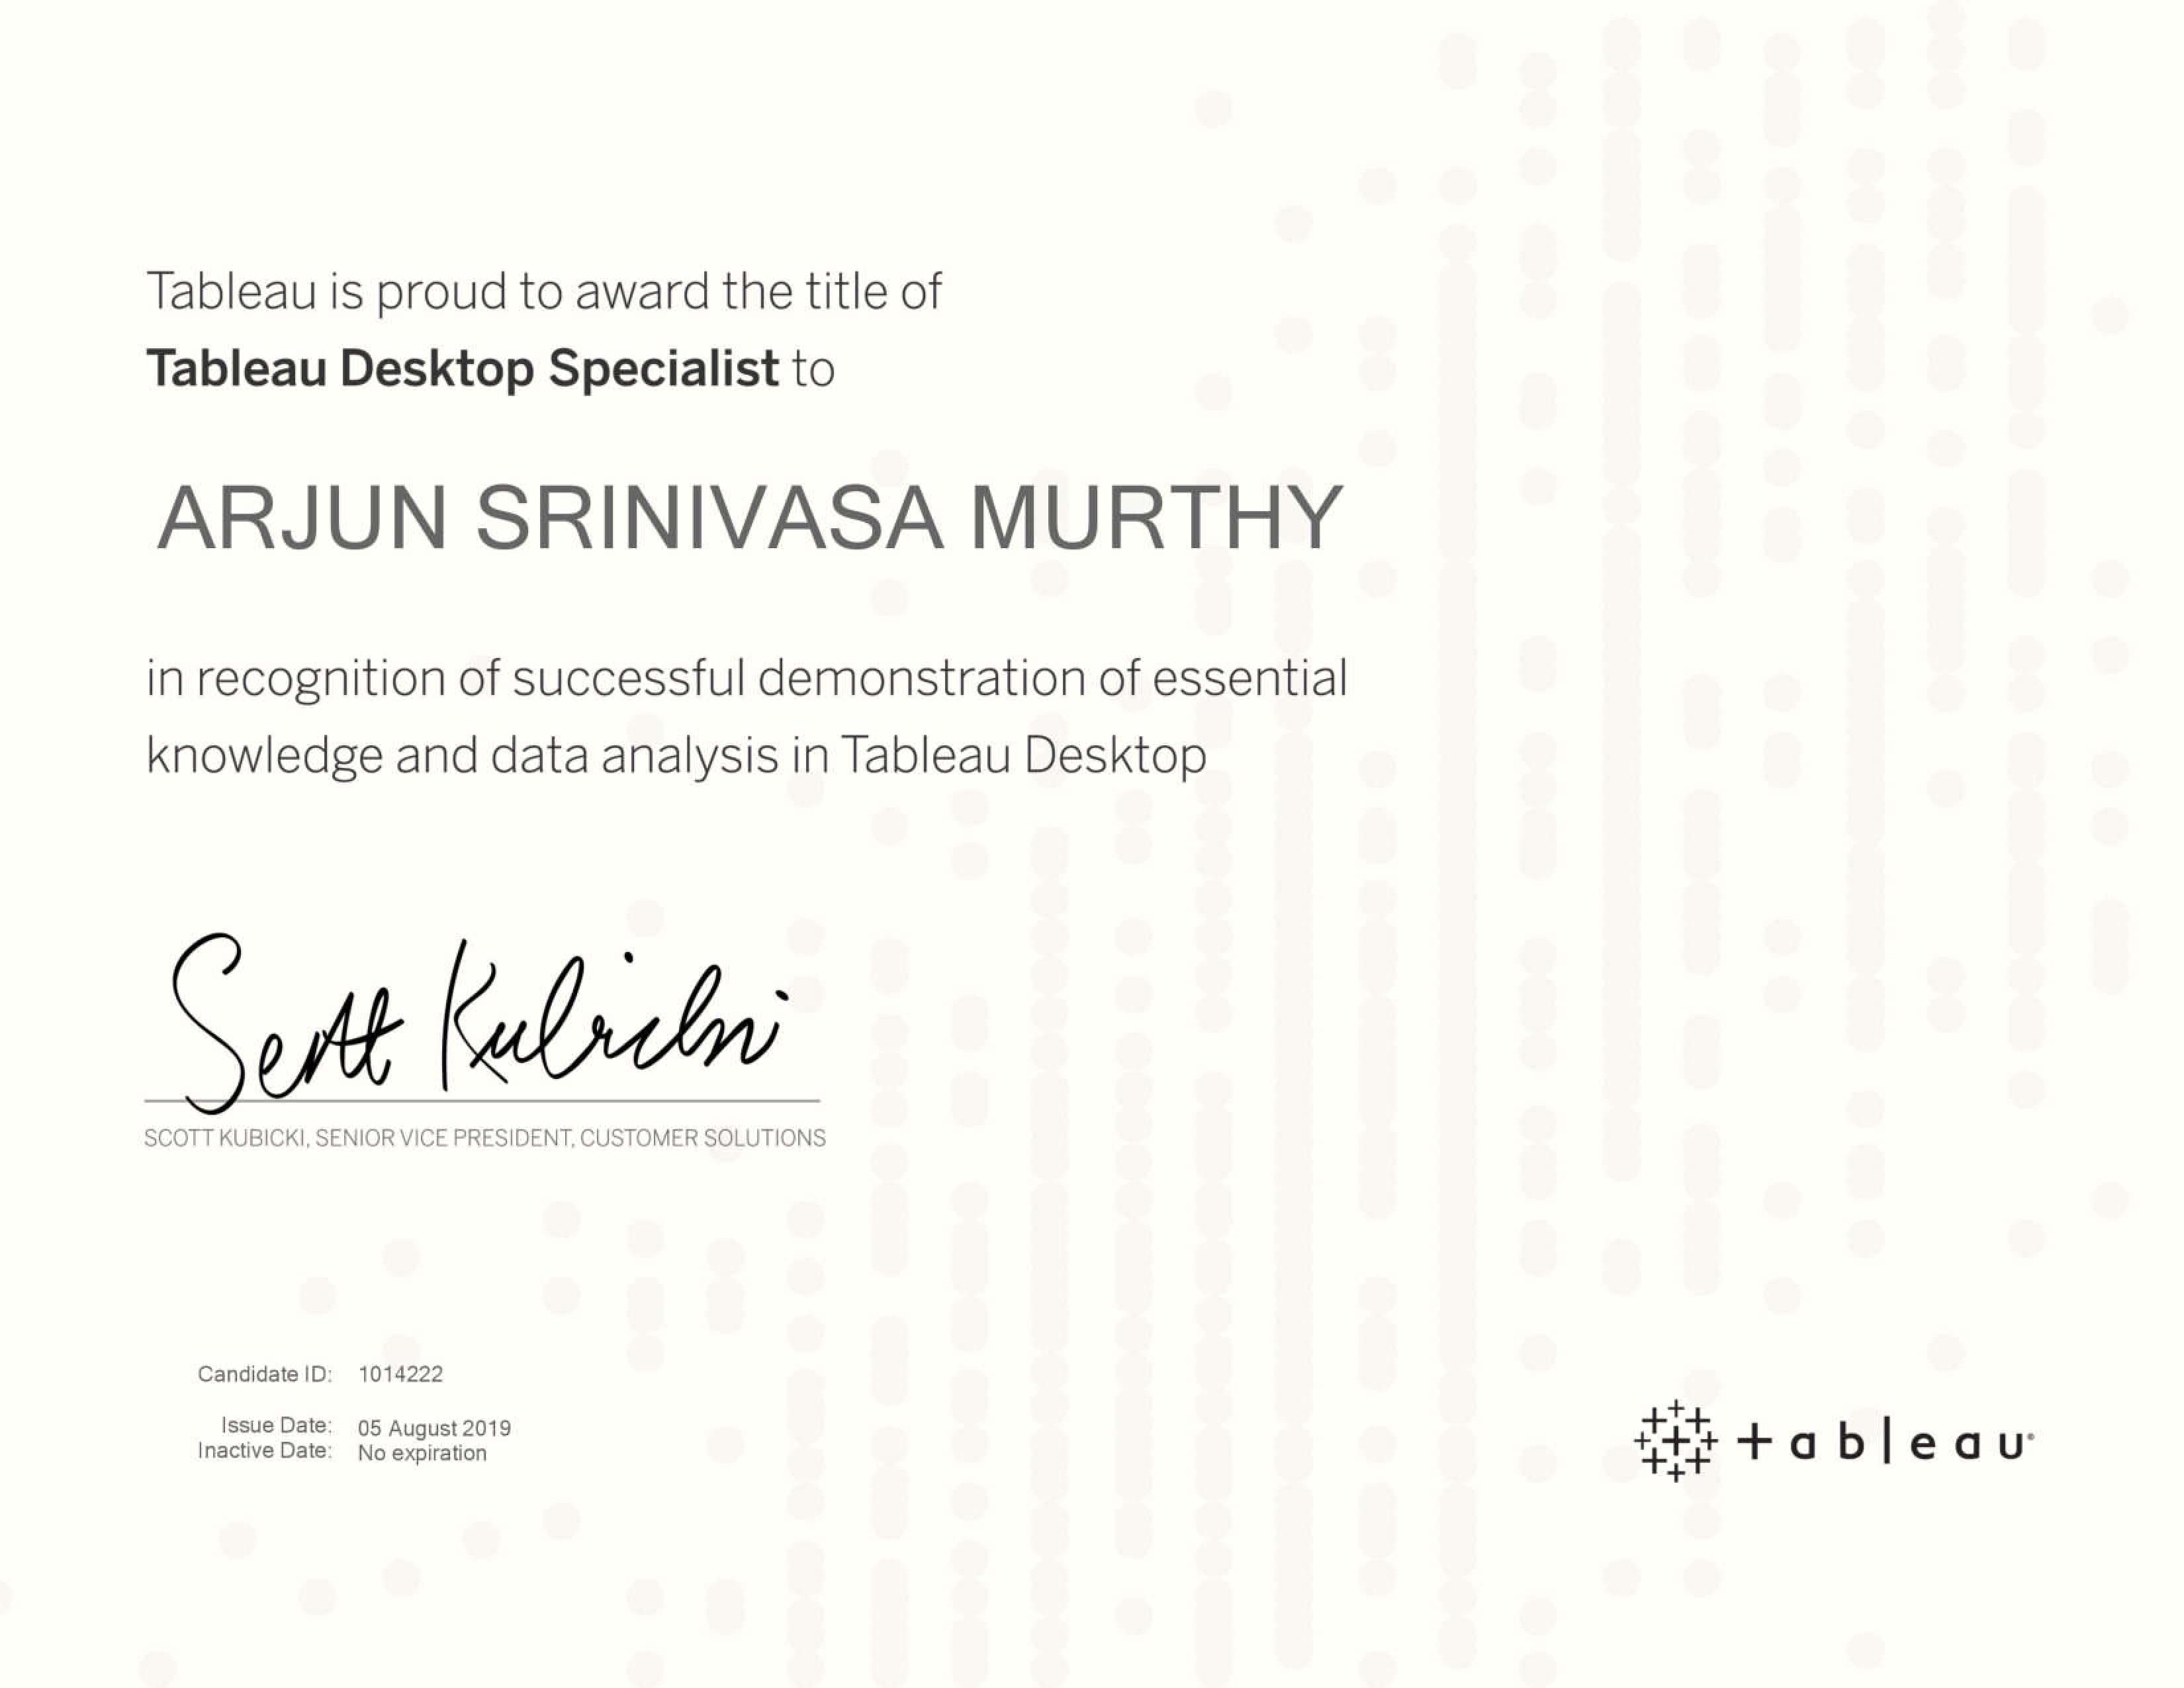 Tableau is proud to award the title of
Tableau Desktop Specialist to
ARJUN SRINIVASA MURTHY
in recognition of successful demonstration of essential
knowledge and data analysis in Tableau Desktop
Scott Kubicki
SCOTT KUBICKI, SENIOR VICE PRESIDENT, CUSTOMER SOLUTIONS
Candidate ID: 1014222
Issue Date: 05 August 2019
Inactive Date: No expiration
+ableau®